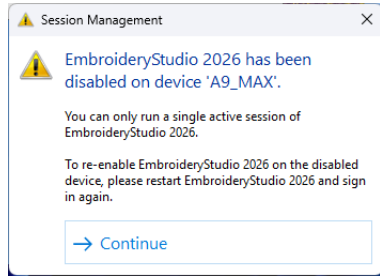 Session Management
EmbroideryStudio 2026 has been
disabled on device 'A9_MAX'.
You can only run a single active session of
EmbroideryStudio 2026.
To re-enable EmbroideryStudio 2026 on the disabled
device, please restart EmbroideryStudio 2026 and sign
in again.
Continue